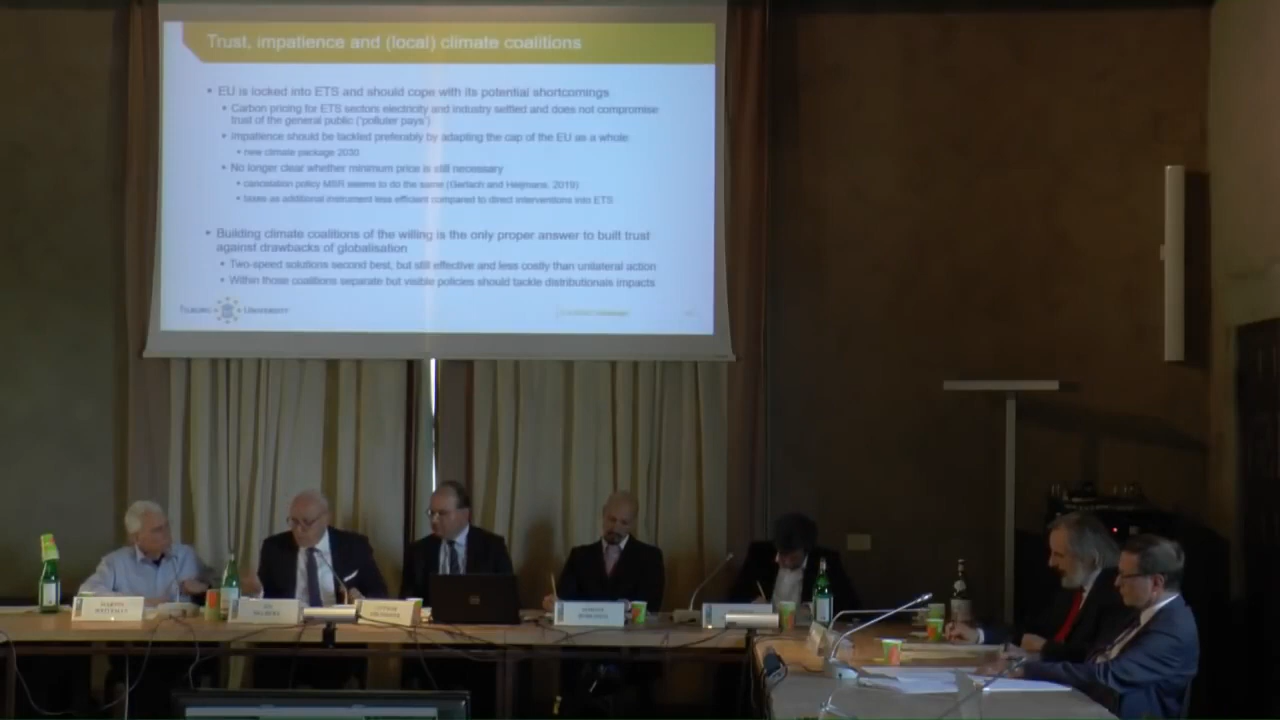 Trust, impatience and (local) climate coalitions
• EU is locked into ETS and should cope with its potential shortcomings
• Carbon pricing for ETS sectors electricity and industry settled and does not compromise
trust of the general public ('polluter pays')
• Impatience should be tackled preferably by adapting the cap of the EU as a whole
• new climate package 2030
• No longer clear whether minimum price is still necessary
• cancelation policy MSR seems to do the same (Gerlach and Heijmans, 2019)
• taxes as additional instrument less efficient compared to direct interventions into ETS
• Building climate coalitions of the willing is the only proper answer to built trust
against drawbacks of globalisation
• Two-speed solutions second best, but still effective and less costly than unilateral action
• Within those coalitions separate but visible policies should tackle distributionals impacts
TILBURG UNIVERSITY
MARTIN
WEITZMAN